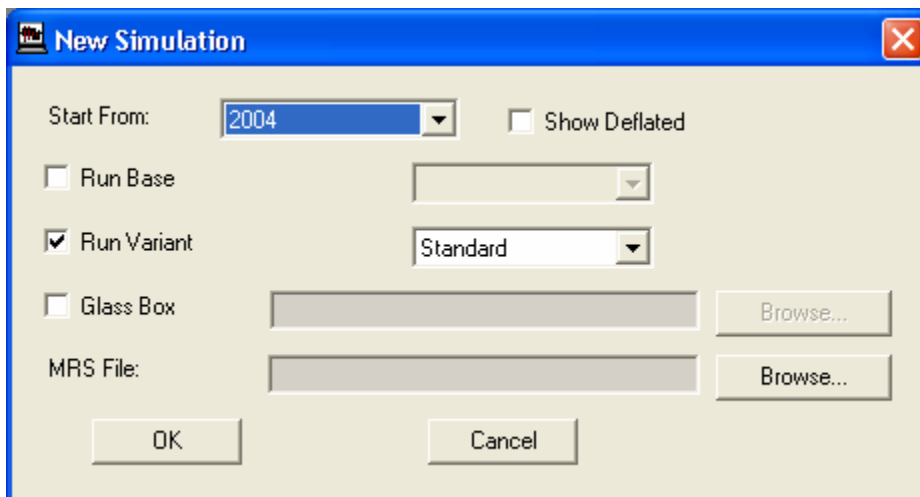 New Simulation
Start From: 2004 Show Deflated
Run Base
Run Variant Standard
Glass Box Browse...
MRS File: Browse...
OK Cancel